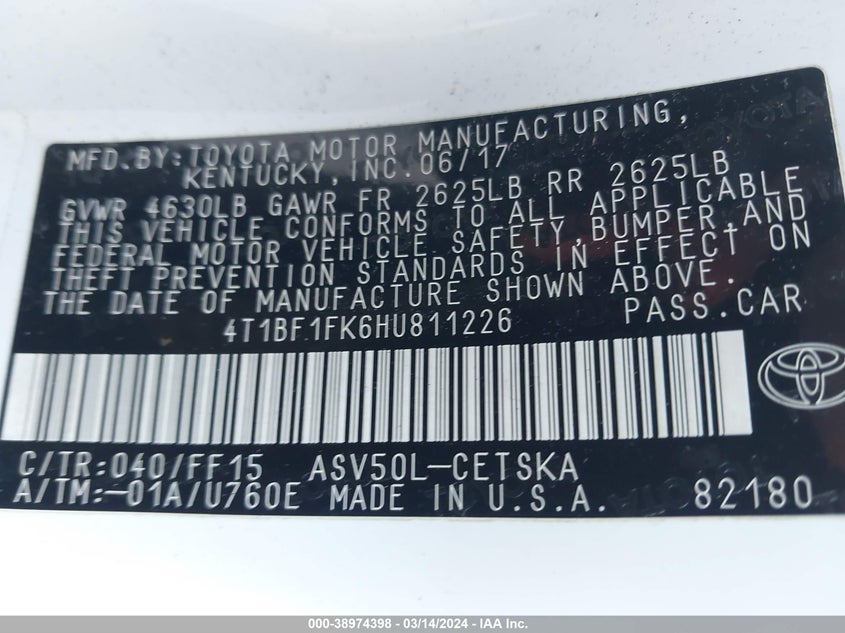 MFD.BY:TOYOTA MOTOR MANUFACTURING,
KENTUCKY,INC.06/17
GVWR 4630LB GAWR FR 2625LB RR 2625LB
THIS VEHICLE CONFORMS TO ALL APPLICABLE
FEDERAL MOTOR VEHICLE SAFETY,BUMPER,AND
THEFT PREVENTION STANDARDS IN EFFECT ON
THE DATE OF MANUFACTURE SHOWN ABOVE.
4T1BF1FK6HU811226 PASS.CAR
C/TR:040/FF15 ASV50L-CETSKA
A/TM:-01A/U760E MADE IN U.S.A. 82180
000-38974398 - 03/14/2024 - IAA Inc.